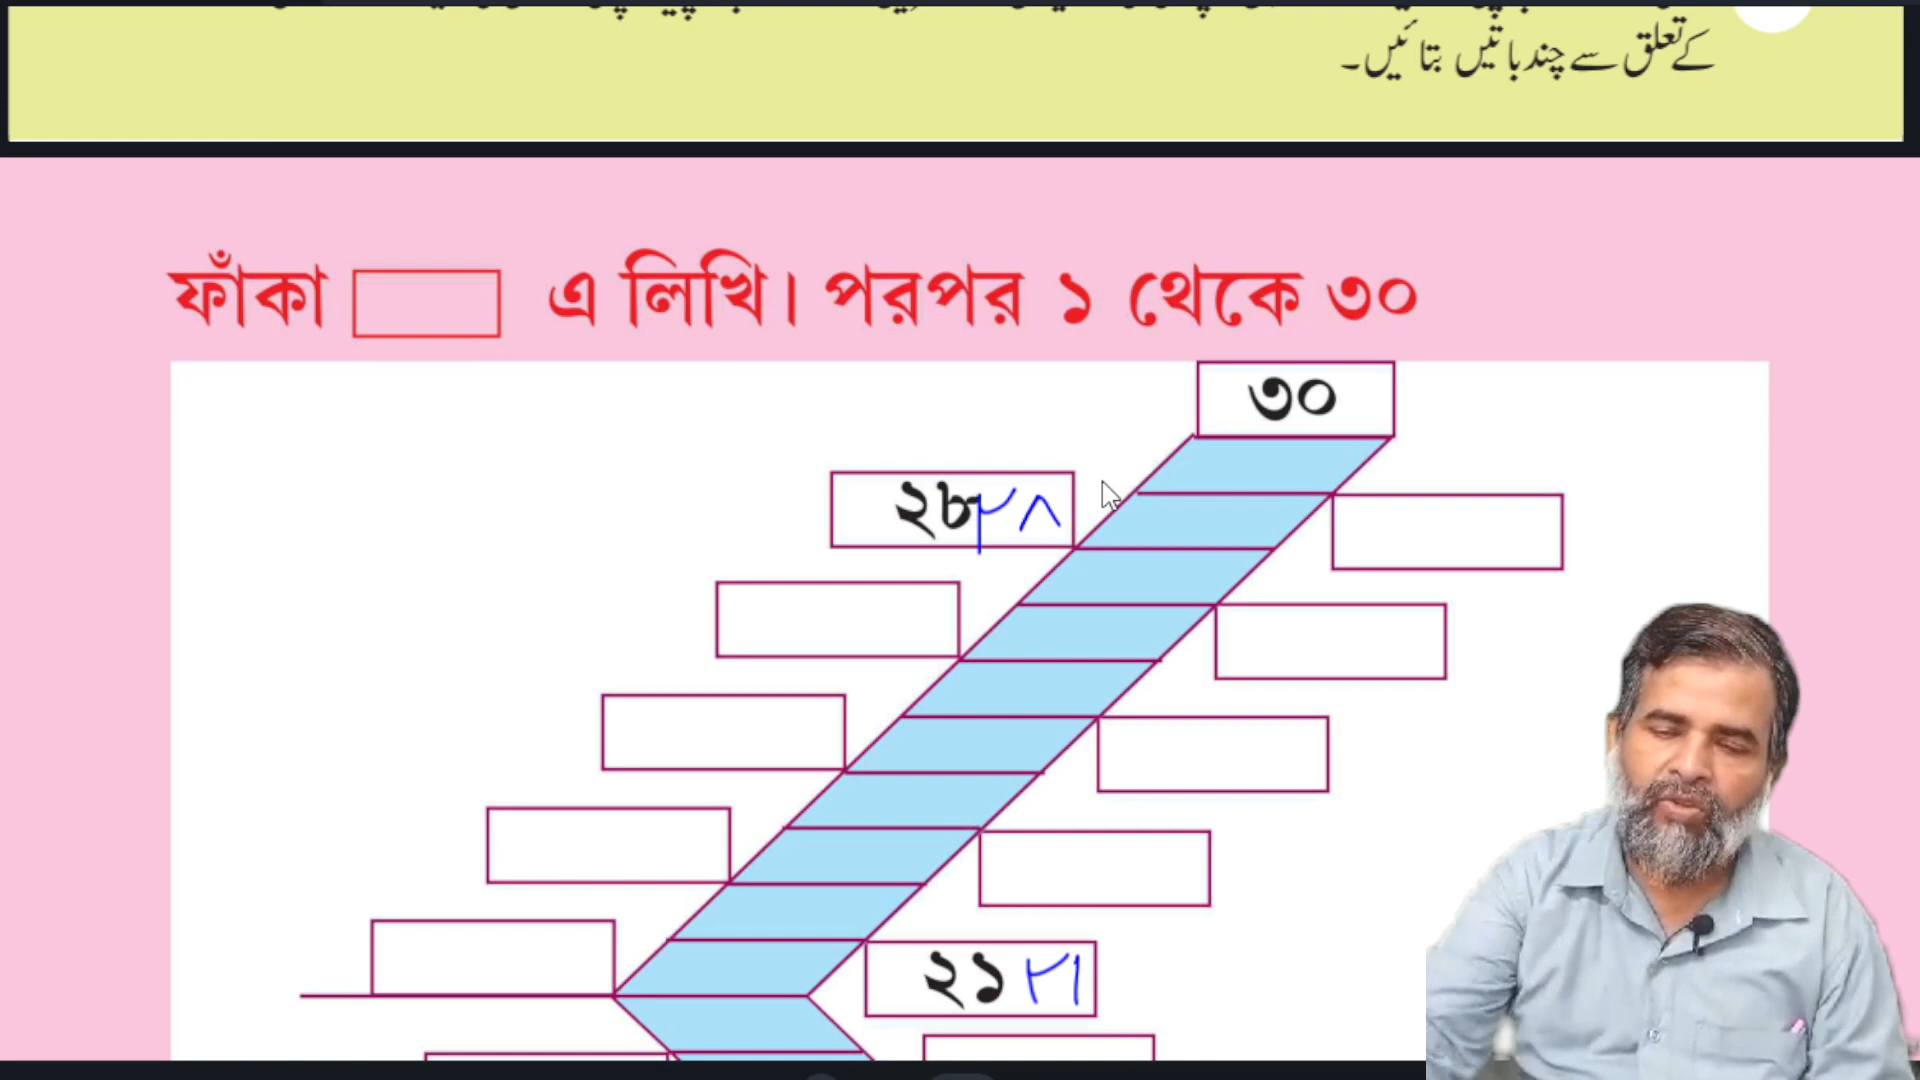 کے تعلق سے چند باتیں بتائیں۔
ফাঁকা এ লিখি। পরপর ১ থেকে ৩০
৩০
২৮ ۲۸
২১ ۲۱